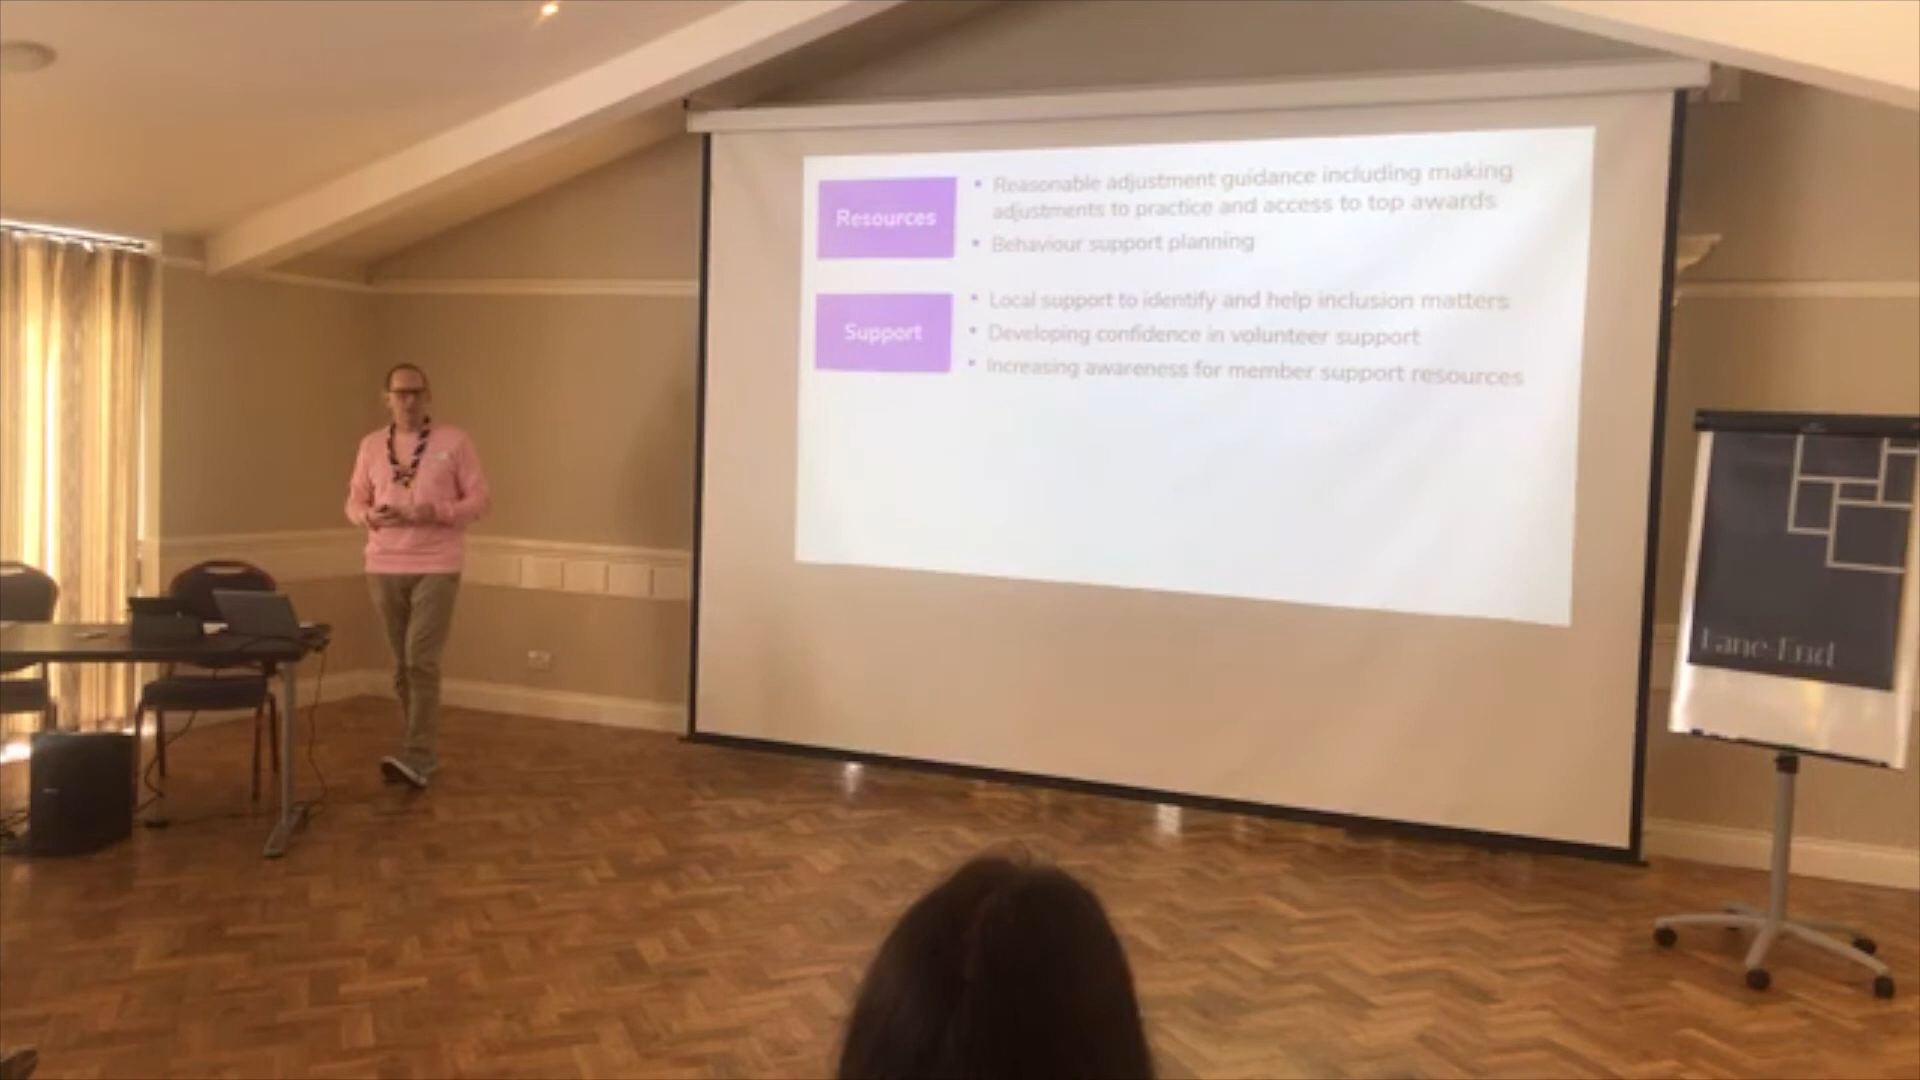 Resources
Reasonable adjustment guidance including making
adjustments to practice and access to top awards
Behaviour support planning
Support
Local support to identify and help inclusion matters
Developing confidence in volunteer support
Increasing awareness for member support resources
Lane End